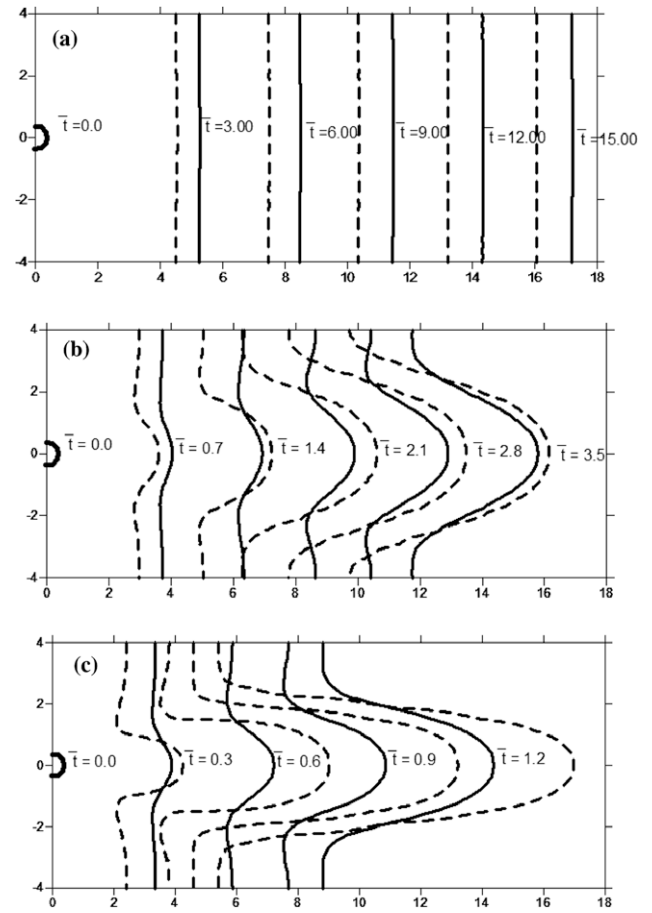 (a)
4
2
0
-2
-4
t̅ =0.0
t̅ =3.00
t̅ =6.00
t̅ =9.00
t̅ =12.00
t̅ =15.00
0 2 4 6 8 10 12 14 16 18
(b)
4
2
0
-2
-4
t̅ = 0.0
t̅ = 0.7
t̅ = 1.4
t̅ = 2.1
t̅ = 2.8
t̅ = 3.5
0 2 4 6 8 10 12 14 16 18
(c)
4
2
0
-2
-4
t̅ = 0.0
t̅ = 0.3
t̅ = 0.6
t̅ = 0.9
t̅ = 1.2
0 2 4 6 8 10 12 14 16 18